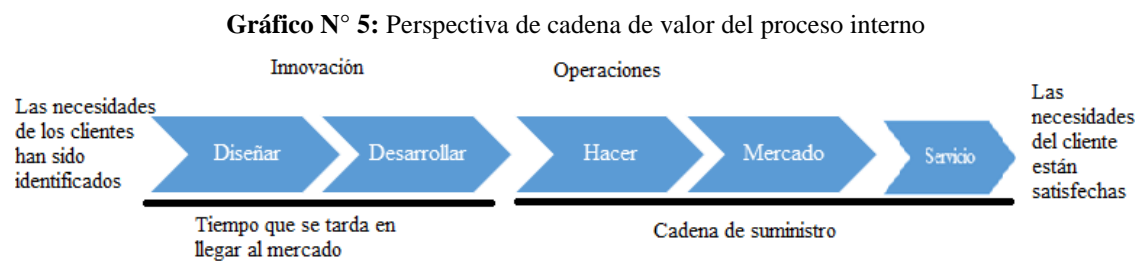 Gráfico N° 5: Perspectiva de cadena de valor del proceso interno
Innovación
Operaciones
Las necesidades
de los clientes
han sido
identificados
Diseñar
Desarrollar
Hacer
Mercado
Servicio
Las
necesidades
del cliente
están
satisfechas
Tiempo que se tarda en
llegar al mercado
Cadena de suministro